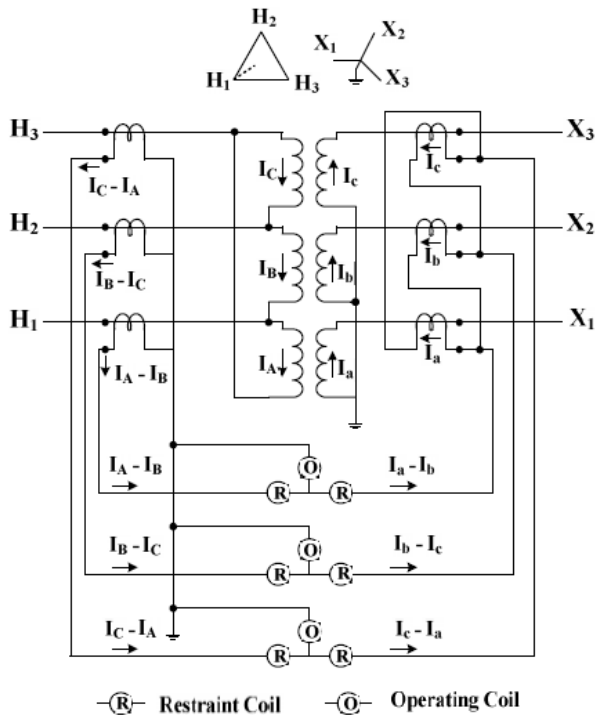 H2
X1 X2
H1 H3 X3
H3 X3
IC Ic Ic
IC - IA
H2 X2
IB Ib Ib
IB - IC
H1 X1
IA - IB IA Ia Ia
IA - IB O Ia - Ib
R R
IB - IC O Ib - Ic
R R
IC - IA O Ic - Ia
R R
R Restraint Coil O Operating Coil